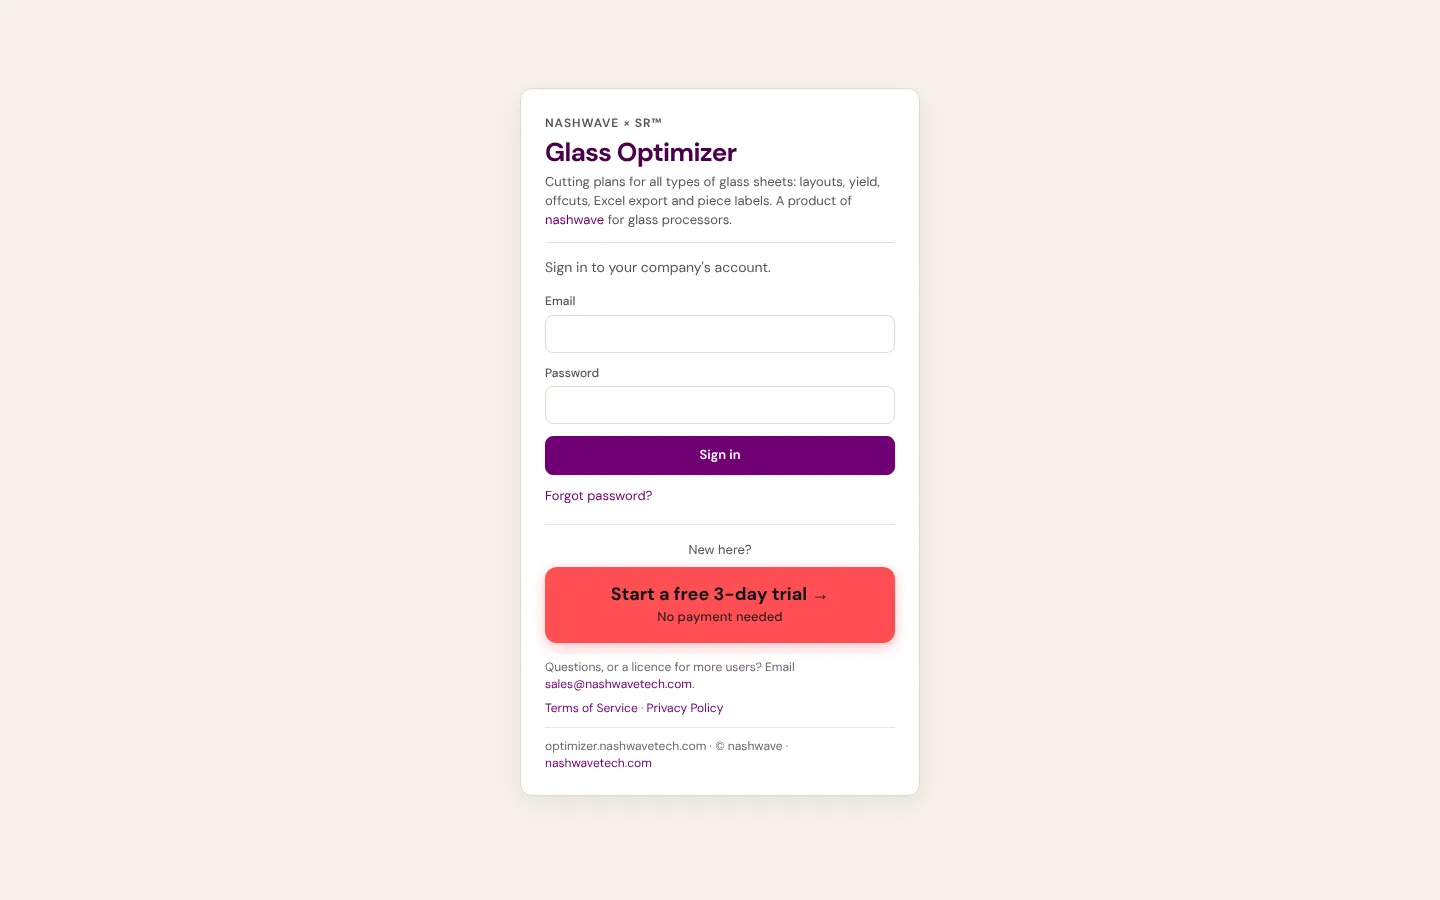 NASHWAVE × SR™
Glass Optimizer
Cutting plans for all types of glass sheets: layouts, yield,
offcuts, Excel export and piece labels. A product of
nashwave for glass processors.
Sign in to your company's account.
Email
Password
Sign in
Forgot password?
New here?
Start a free 3-day trial →
No payment needed
Questions, or a licence for more users? Email
sales@nashwavetech.com.
Terms of Service · Privacy Policy
optimizer.nashwavetech.com · © nashwave ·
nashwavetech.com